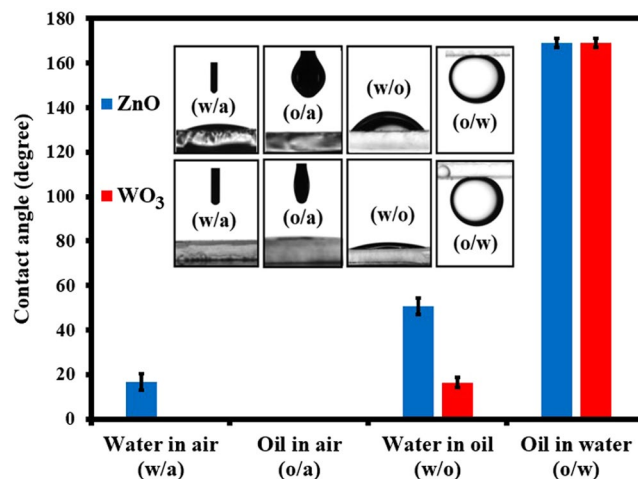 180
160
140
120
100
80
60
40
20
0
Contact angle (degree)
ZnO
WO₃
(w/a)
(o/a)
(w/o)
(o/w)
(w/a)
(o/a)
(w/o)
(o/w)
Water in air
(w/a)
Oil in air
(o/a)
Water in oil
(w/o)
Oil in water
(o/w)